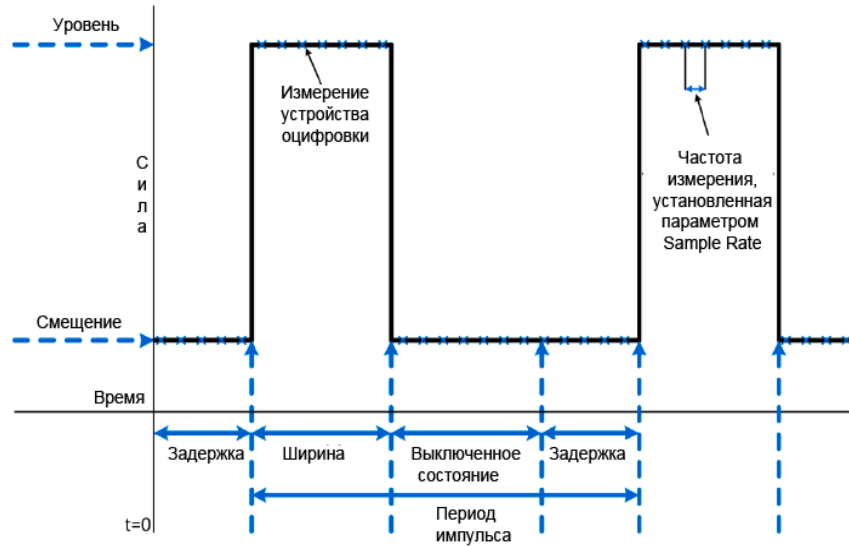 Уровень
Измерение
устройства
оцифровки
Частота
измерения,
установленная
параметром
Sample Rate
Сила
Смещение
Время
Задержка
Ширина
Выключенное
состояние
Задержка
Период
импульса
t=0